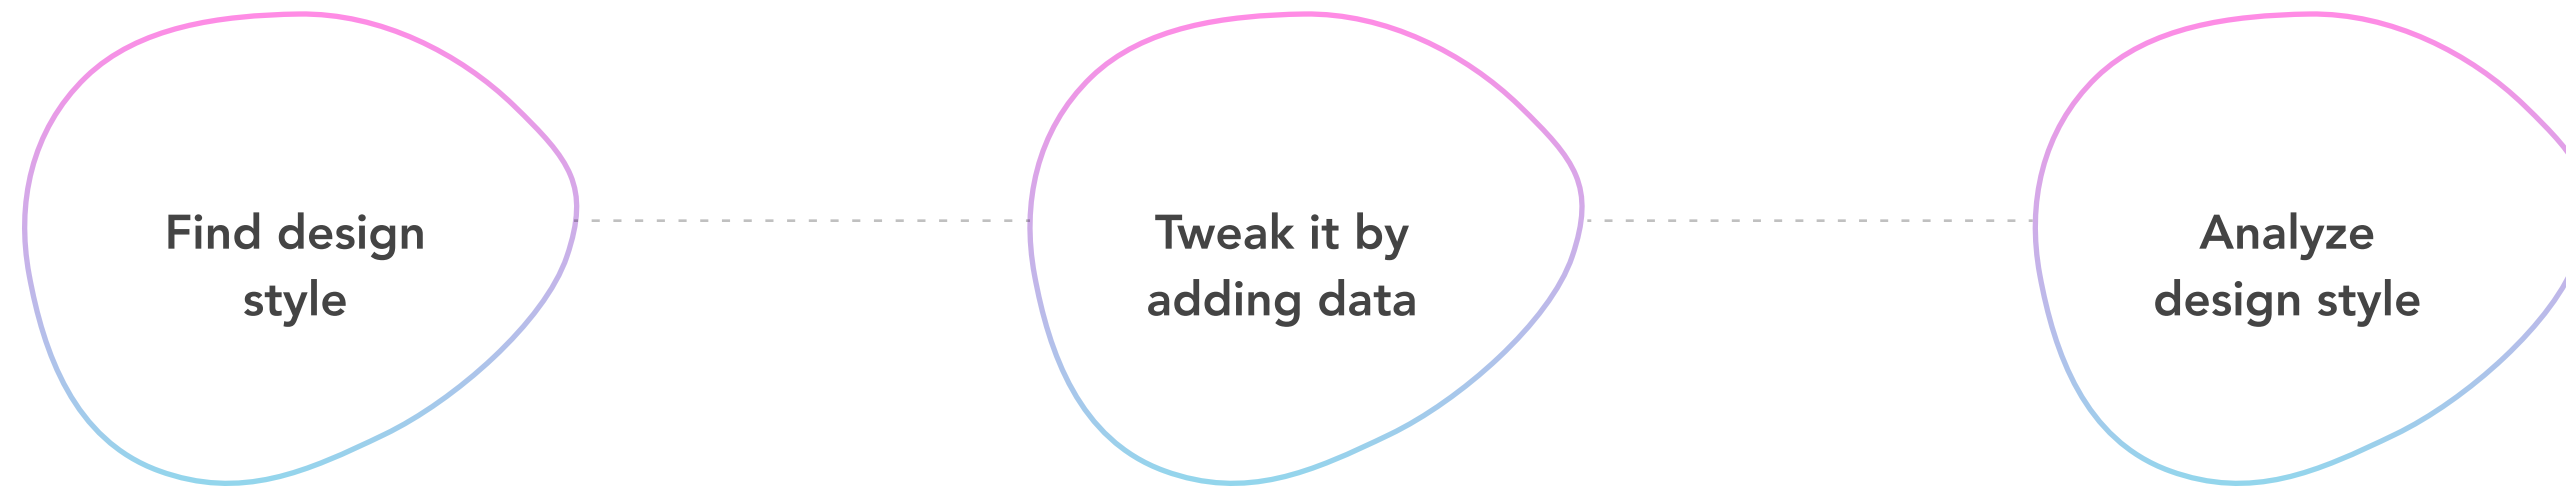 Find design
style
Tweak it by
adding data
Analyze
design style